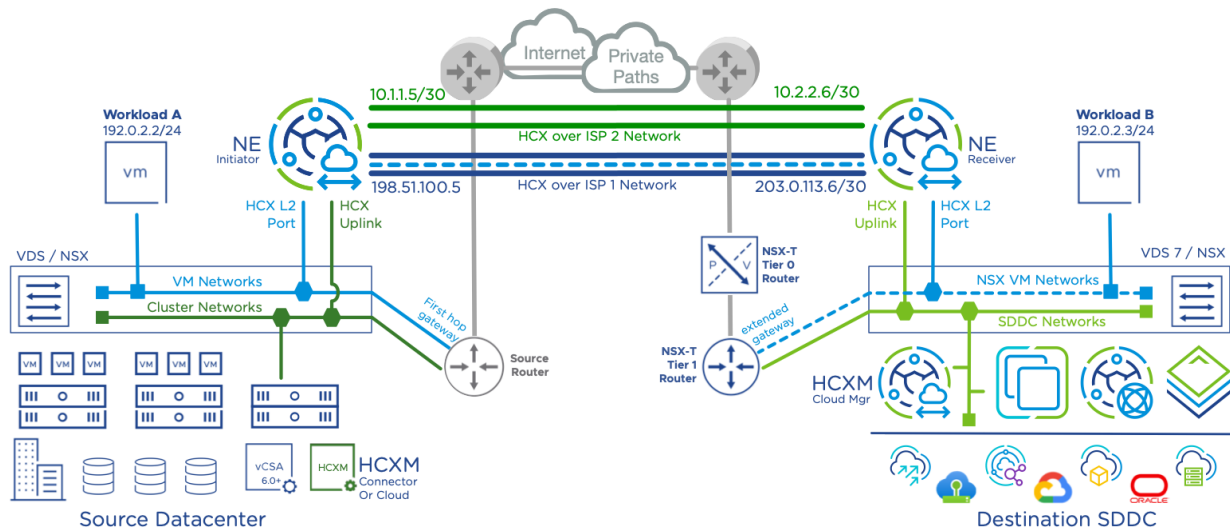 Internet
Private
Paths
10.1.1.5/30
10.2.2.6/30
Workload A
192.0.2.2/24
vm
NE
Initiator
HCX over ISP 2 Network
NE
Receiver
Workload B
192.0.2.3/24
vm
198.51.100.5
HCX over ISP 1 Network
203.0.113.6/30
HCX L2
Port
HCX
Uplink
HCX
Uplink
HCX L2
Port
VDS / NSX
VM Networks
Cluster Networks
First hop
gateway
Source
Router
P V
NSX-T
Tier 0
Router
NSX-T
Tier 1
Router
extended
gateway
VDS 7 / NSX
NSX VM Networks
SDDC Networks
VM VM VM
VM VM VM
vCSA
6.0+
HCXM
HCXM
Connector
Or Cloud
HCXM
Cloud Mgr
ORACLE
Source Datacenter
Destination SDDC